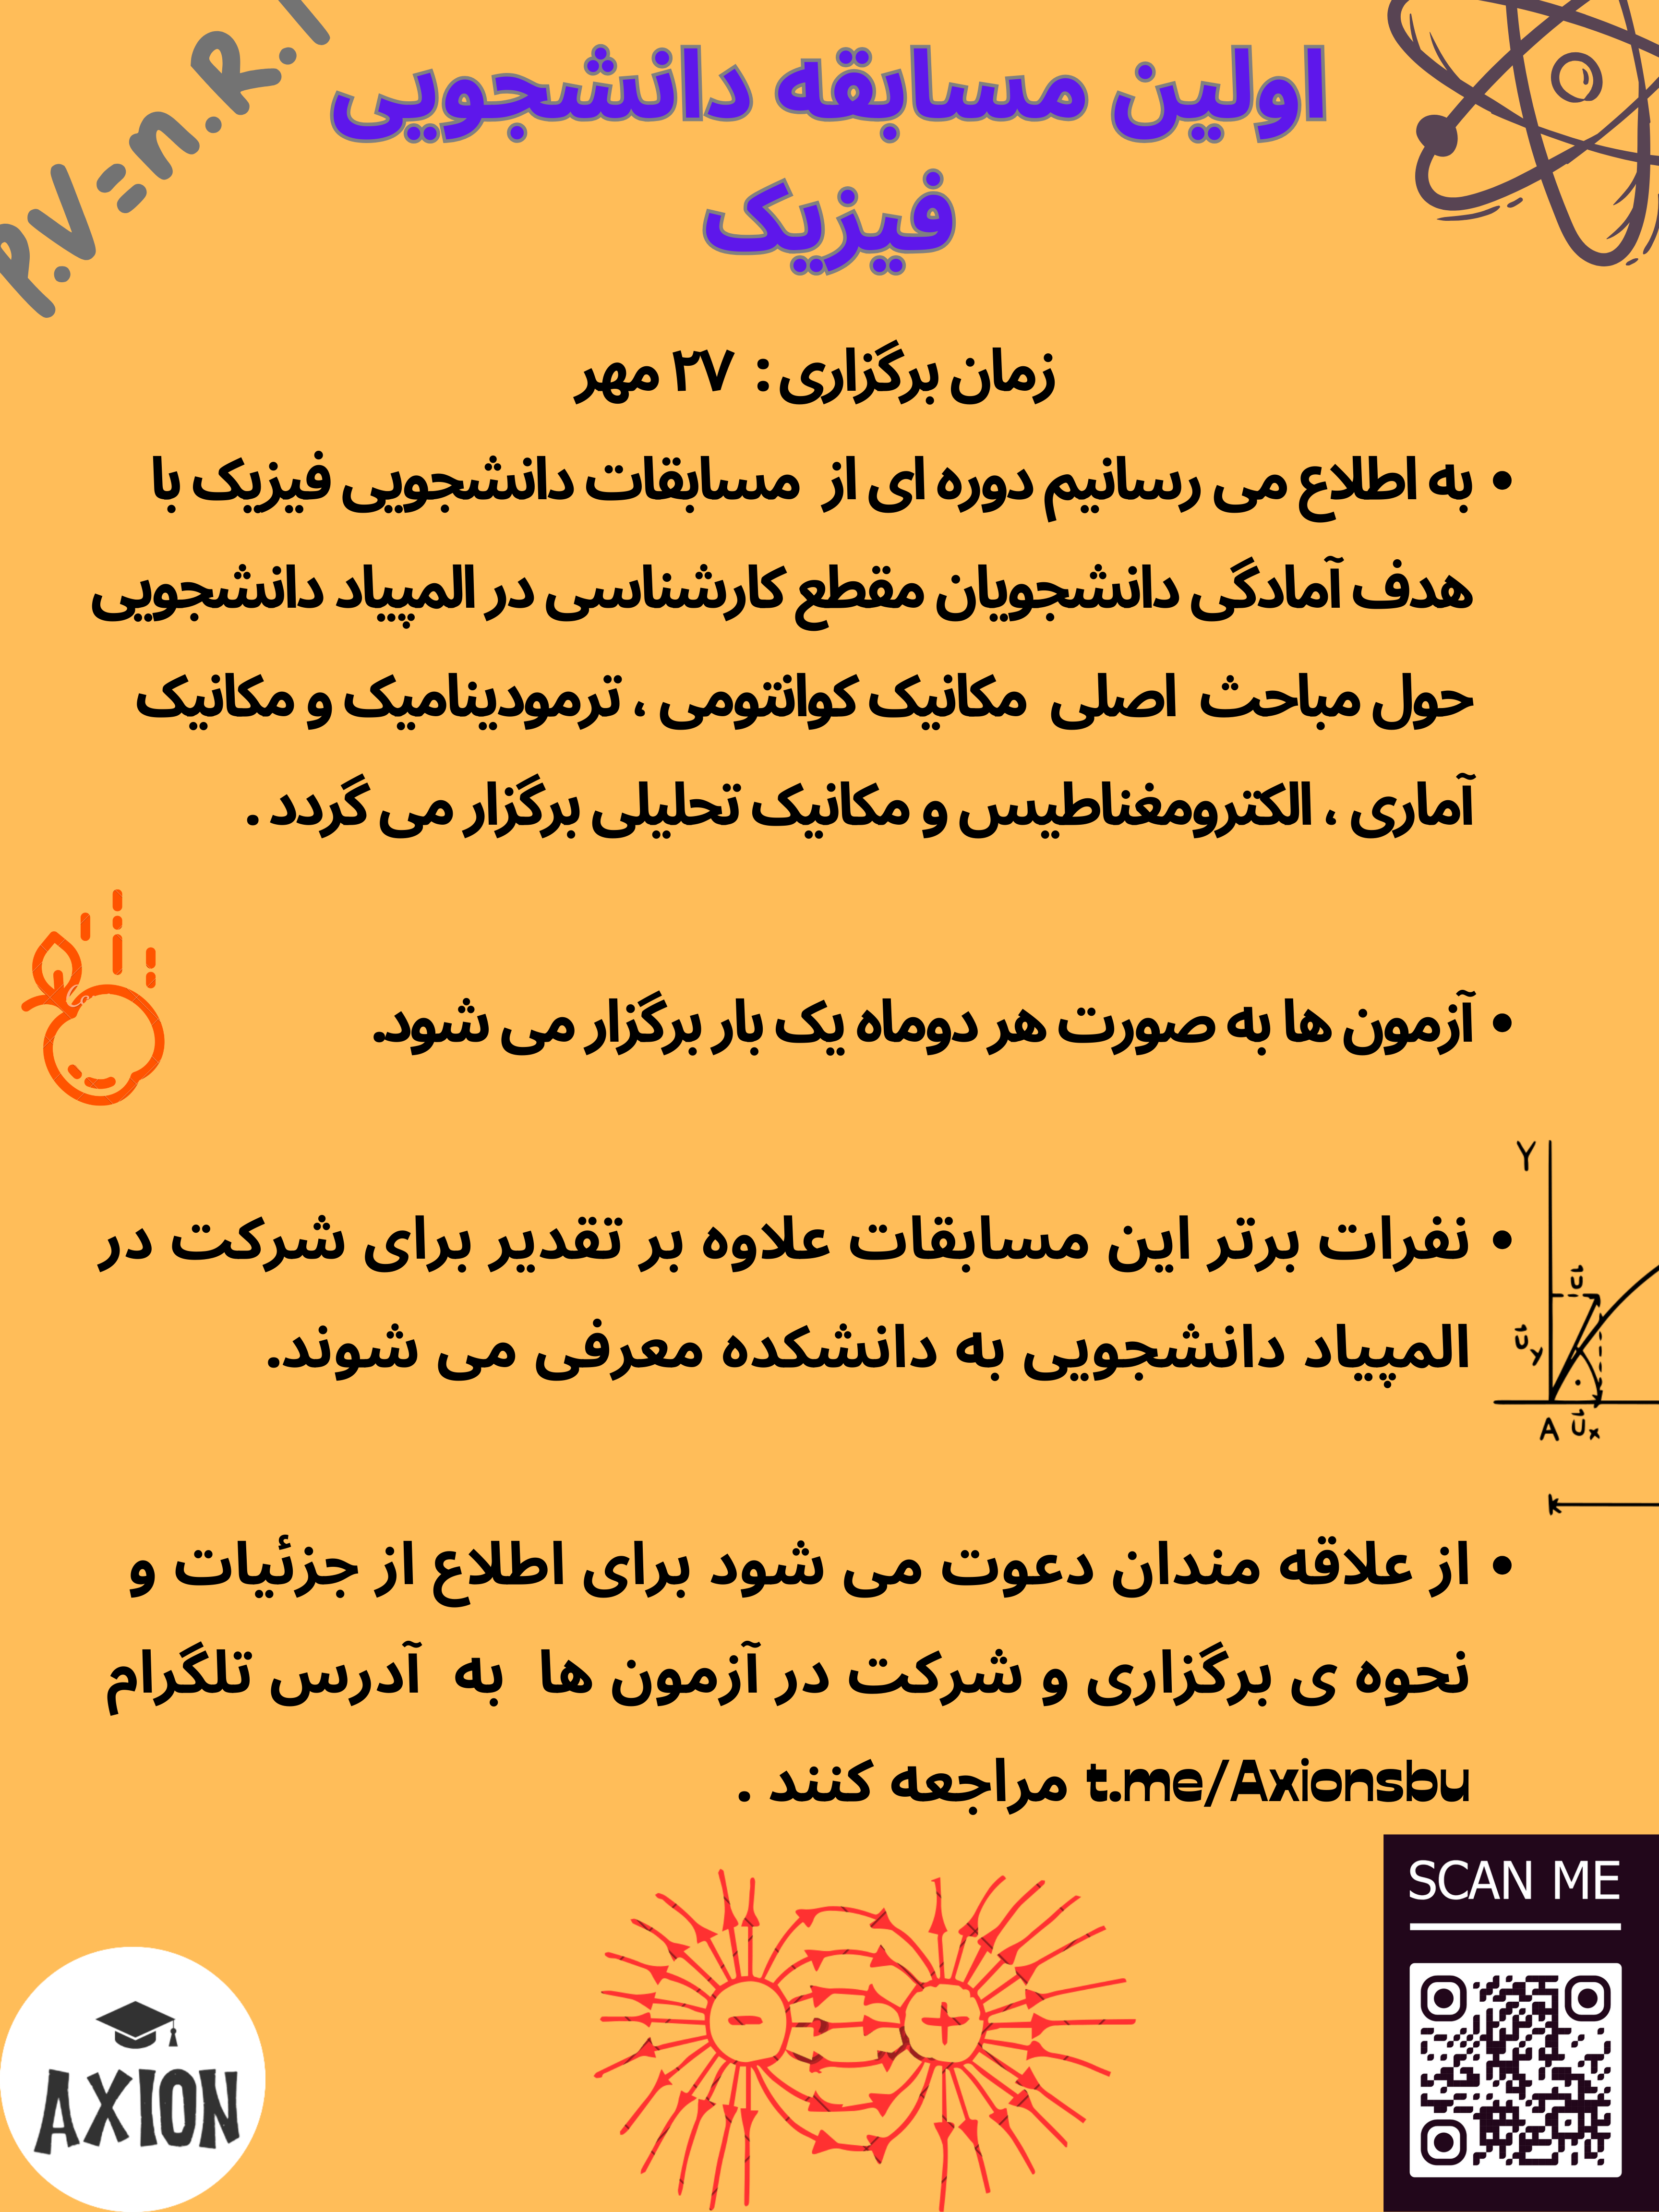 P.V=n.R.T
اولین مسابقه دانشجویی
فیزیک
زمان برگزاری : ۲۷ مهر
• به اطلاع می رسانیم دوره ای از مسابقات دانشجویی فیزیک با
هدف آمادگی دانشجویان مقطع کارشناسی در المپیاد دانشجویی
حول مباحث اصلی مکانیک کوانتومی ، ترمودینامیک و مکانیک
آماری ، الکترومغناطیس و مکانیک تحلیلی برگزار می گردد .
• آزمون ها به صورت هر دوماه یک بار برگزار می شود.
• نفرات برتر این مسابقات علاوه بر تقدیر برای شرکت در
المپیاد دانشجویی به دانشکده معرفی می شوند.
Y
A
• از علاقه مندان دعوت می شود برای اطلاع از جزئیات و
نحوه ی برگزاری و شرکت در آزمون ها به آدرس تلگرام
t.me/Axionsbu مراجعه کنند .
SCAN ME
− +
AXION